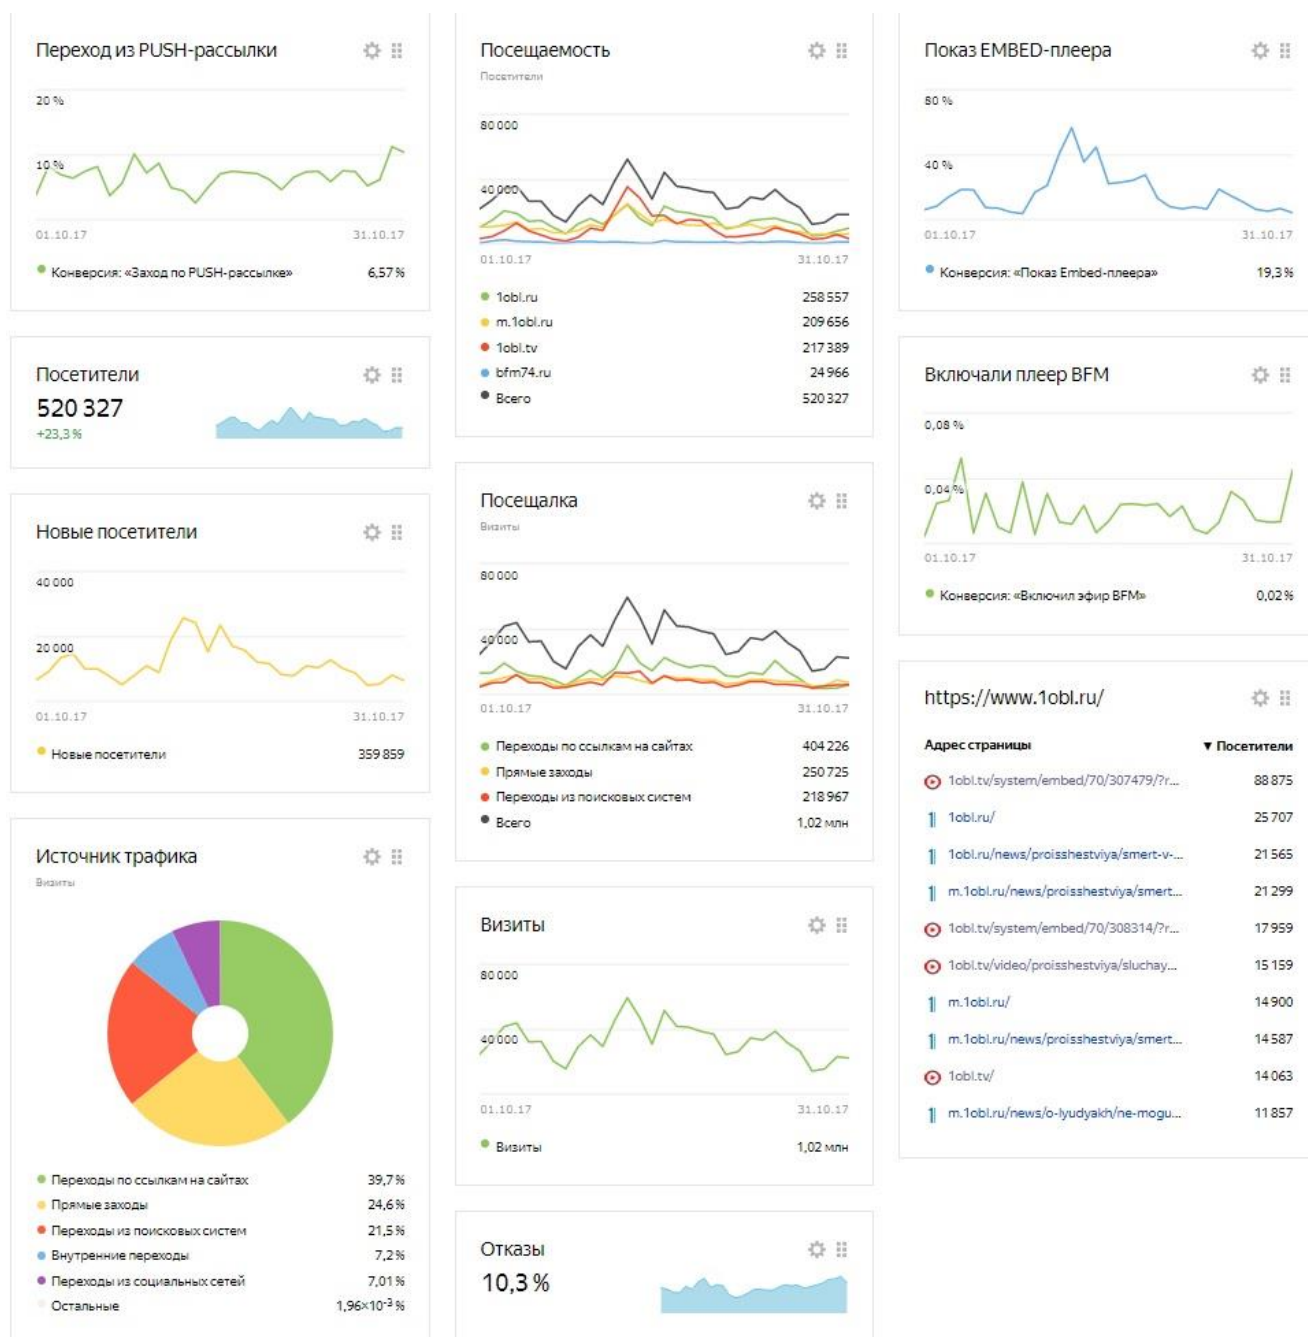 Переход из PUSH-рассылки
20 %
10 %
01.10.17 31.10.17
Конверсия: «Заход по PUSH-рассылке» 6,57 %
Посетители
520 327
+23,3 %
Новые посетители
40 000
20 000
01.10.17 31.10.17
Новые посетители 359 859
Источник трафика
Визиты
Переходы по ссылкам на сайтах 39,7 %
Прямые заходы 24,6 %
Переходы из поисковых систем 21,5 %
Внутренние переходы 7,2 %
Переходы из социальных сетей 7,01 %
Остальные 1,96×10⁻³ %
Посещаемость
Посетители
80 000
40 000
01.10.17 31.10.17
1obl.ru 258 557
m.1obl.ru 209 656
1obl.tv 217 389
bfm74.ru 24 966
Всего 520 327
Посещалка
Визиты
80 000
40 000
01.10.17 31.10.17
Переходы по ссылкам на сайтах 404 226
Прямые заходы 250 725
Переходы из поисковых систем 218 967
Всего 1,02 млн
Визиты
80 000
40 000
01.10.17 31.10.17
Визиты 1,02 млн
Отказы
10,3 %
Показ EMBED-плеера
80 %
40 %
01.10.17 31.10.17
Конверсия: «Показ Embed-плеера» 19,3 %
Включали плеер BFM
0,08 %
0,04 %
01.10.17 31.10.17
Конверсия: «Включил эфир BFM» 0,02 %
https://www.1obl.ru/
Адрес страницы ▼ Посетители
1obl.tv/system/embed/70/307479/?r... 88 875
1obl.ru/ 25 707
1obl.ru/news/proisshestviya/smert-v-... 21 565
m.1obl.ru/news/proisshestviya/smert... 21 299
1obl.tv/system/embed/70/308314/?r... 17 959
1obl.tv/video/proisshestviya/sluchay... 15 159
m.1obl.ru/ 14 900
m.1obl.ru/news/proisshestviya/smert... 14 587
1obl.tv/ 14 063
m.1obl.ru/news/o-lyudyakh/ne-mogu... 11 857